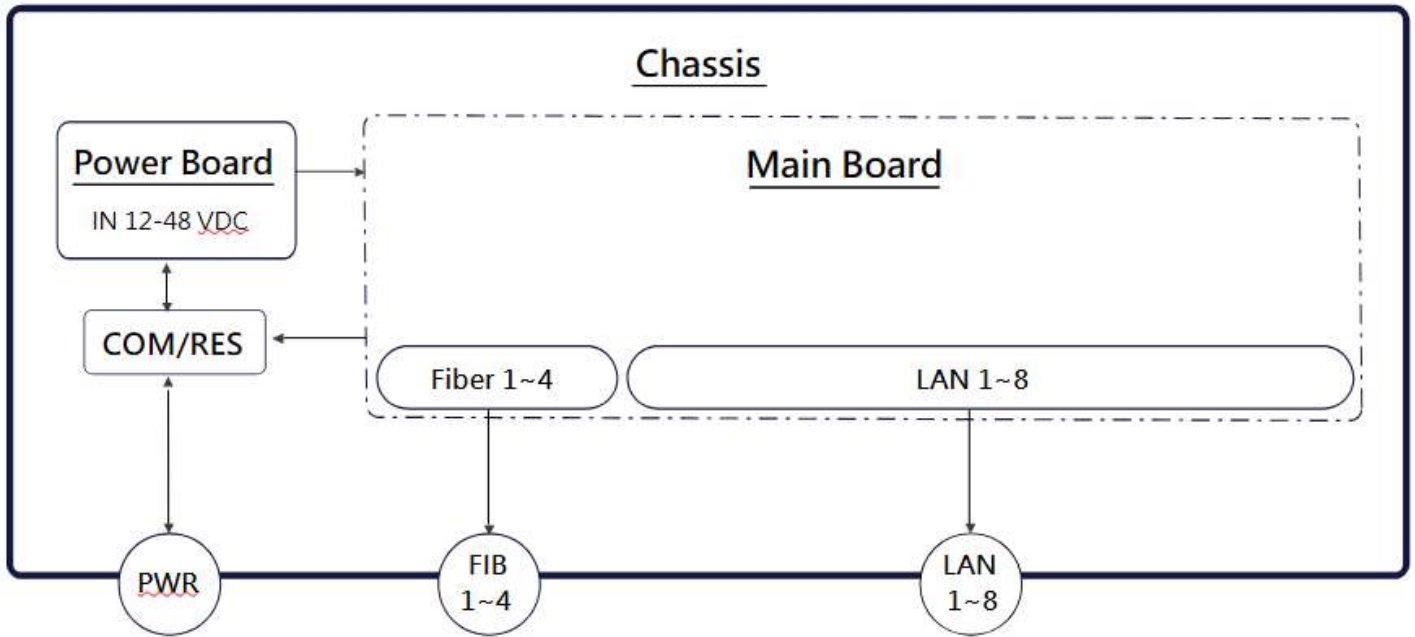 Chassis
Power Board
IN 12-48 VDC
Main Board
COM/RES
Fiber 1~4
LAN 1~8
PWR
FIB
1~4
LAN
1~8